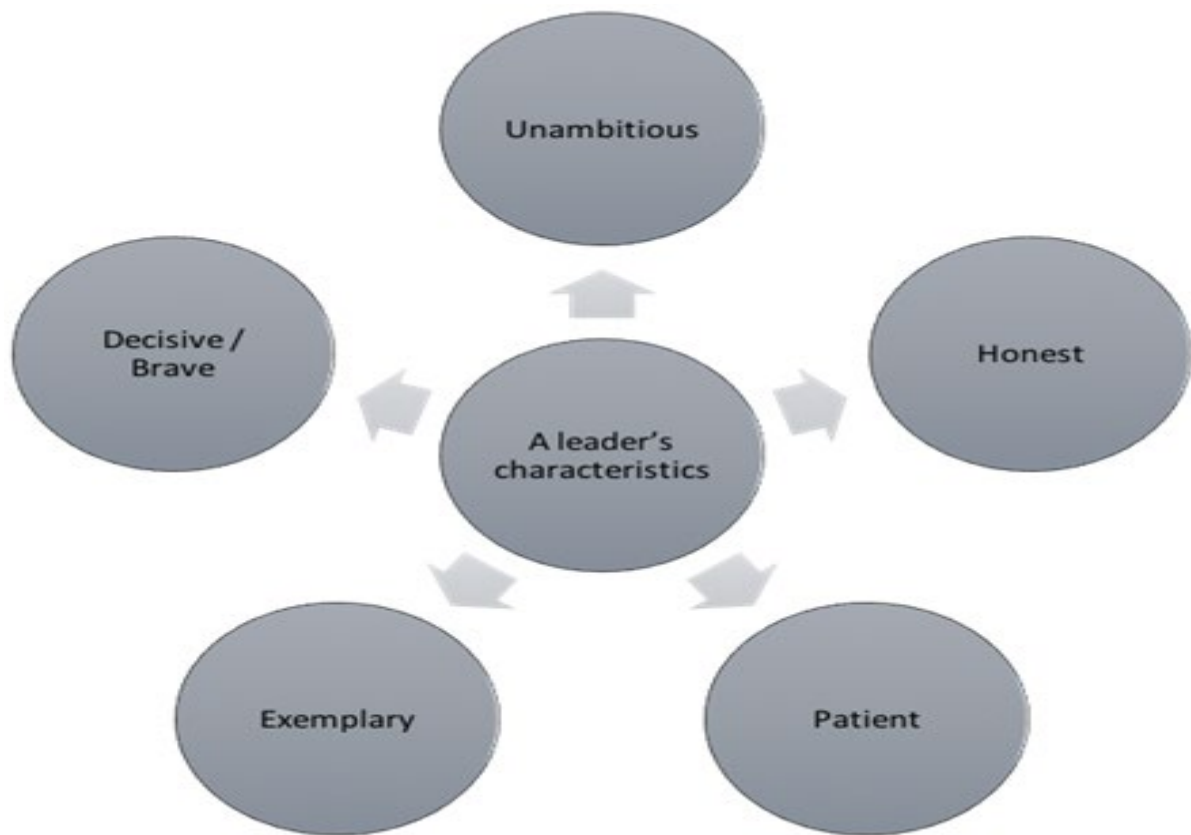 Unambitious
Decisive /
Brave
Honest
A leader’s
characteristics
Exemplary
Patient